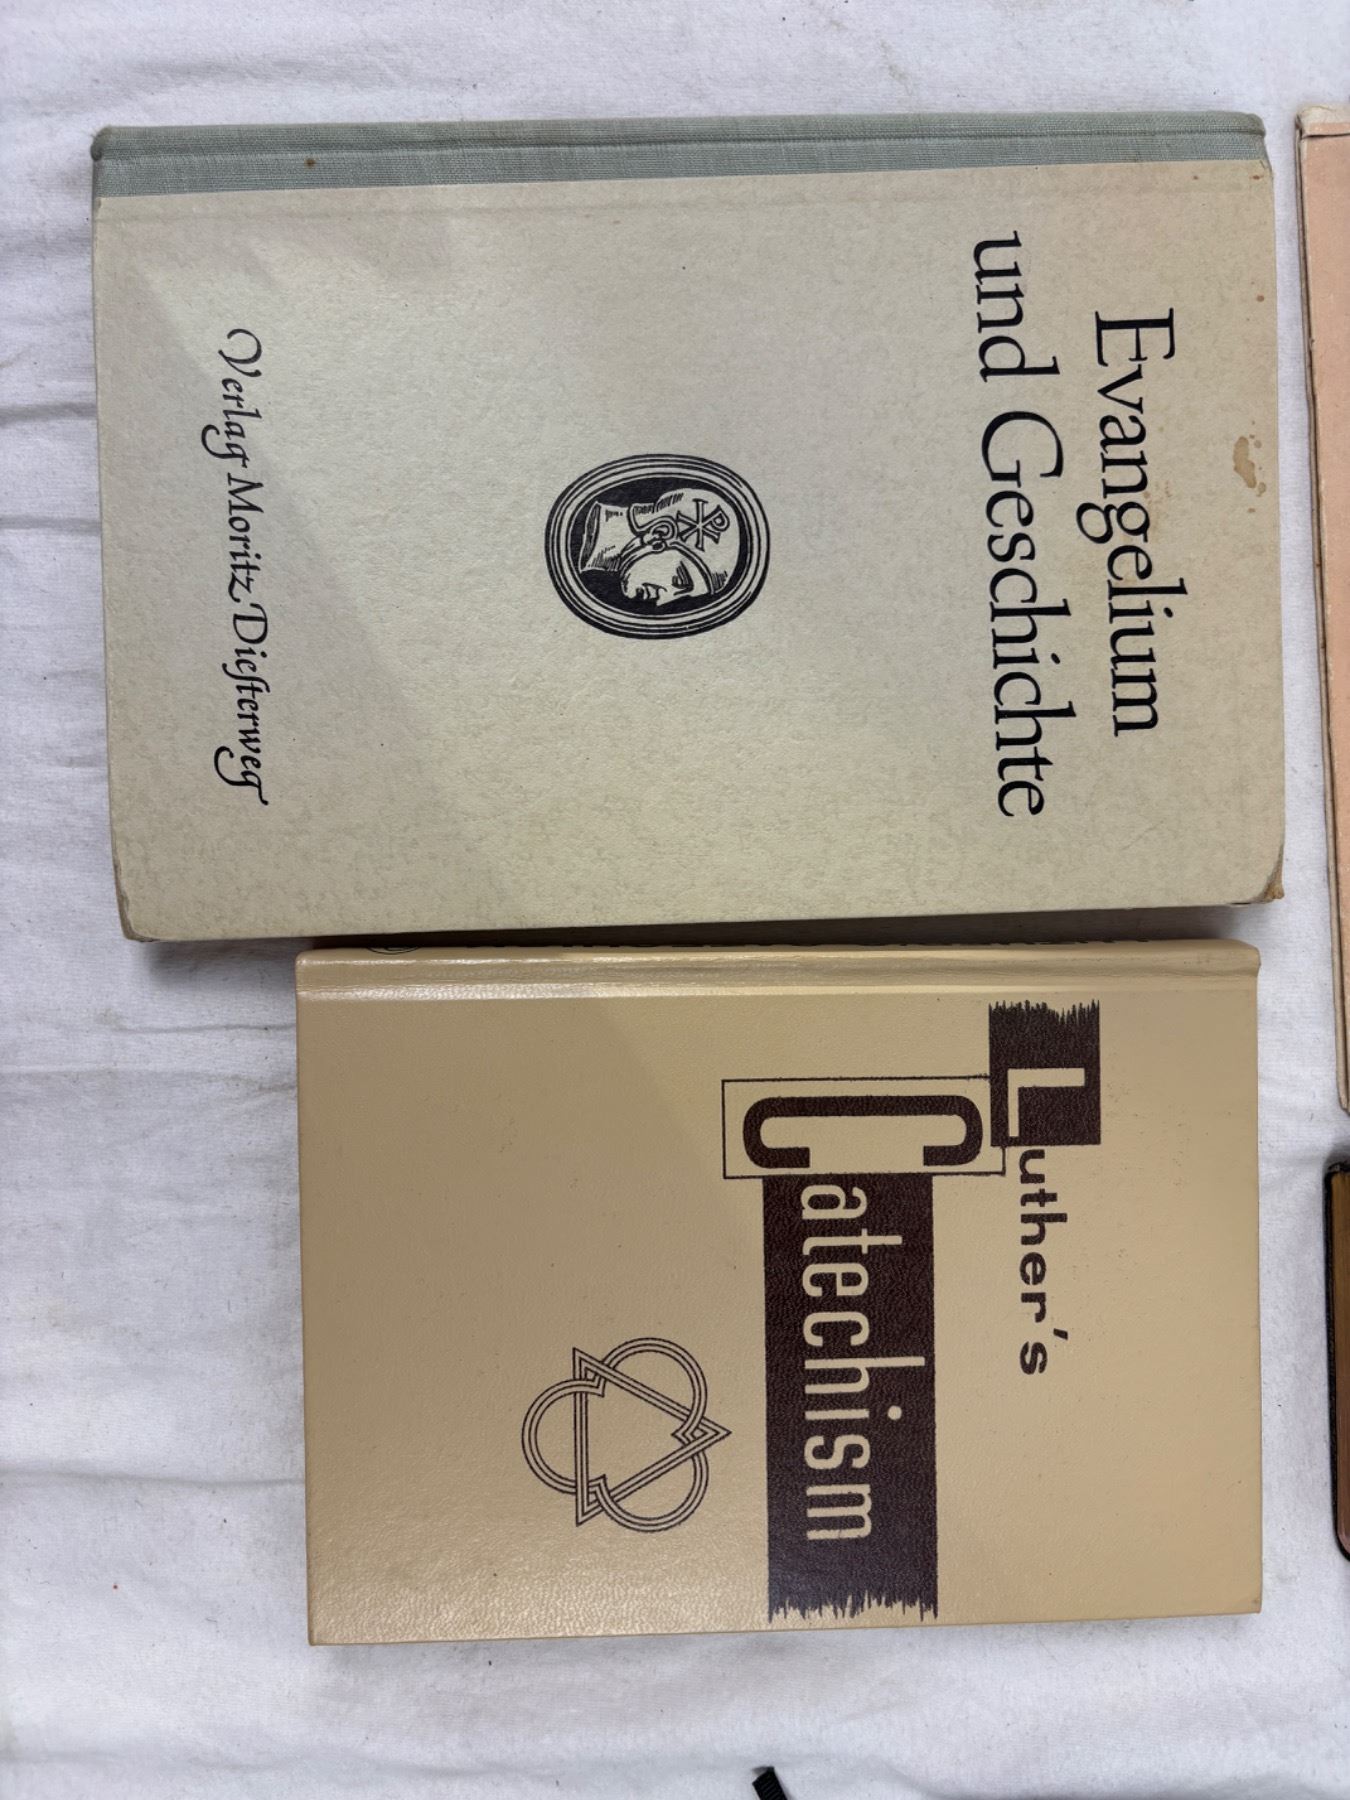 Evangelium
und Geschichte
Verlag Moritz Diesterweg
Luther's
Catechism